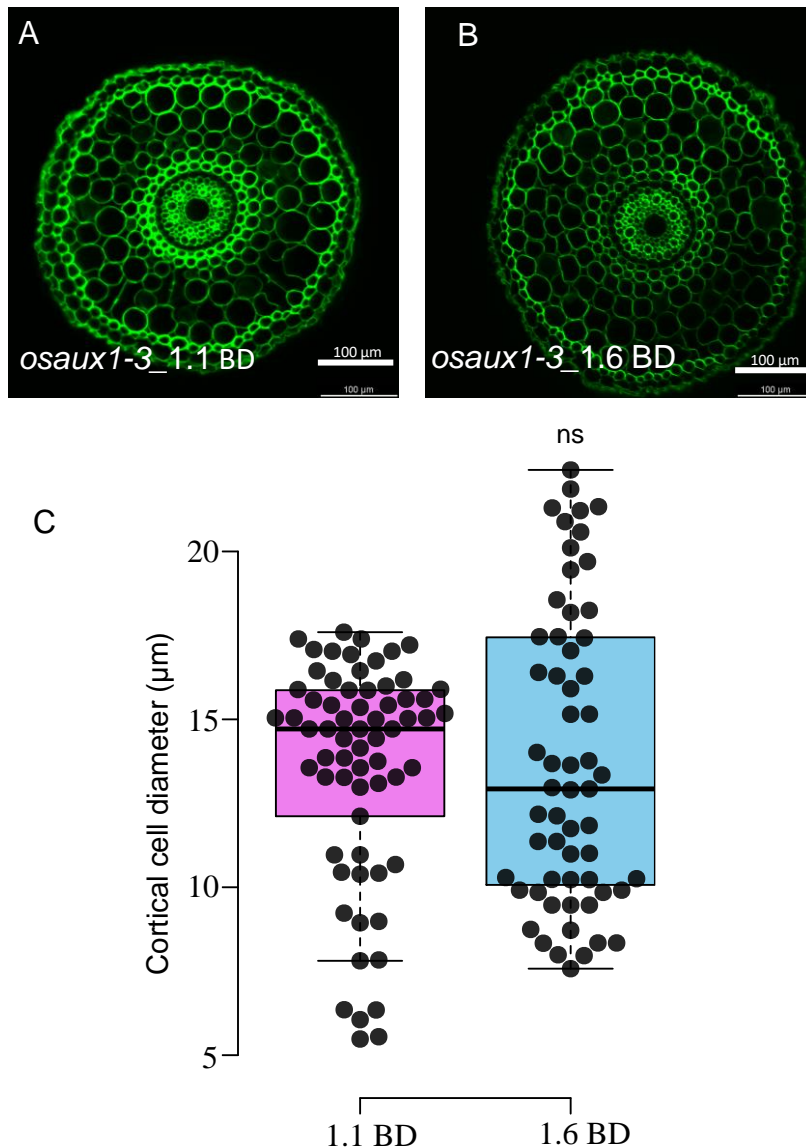 A
osaux1-3_1.1 BD
100 µm
100 µm
B
osaux1-3_1.6 BD
100 µm
100 µm
C
ns
Cortical cell diameter (µm)
20
15
10
5
1.1 BD
1.6 BD